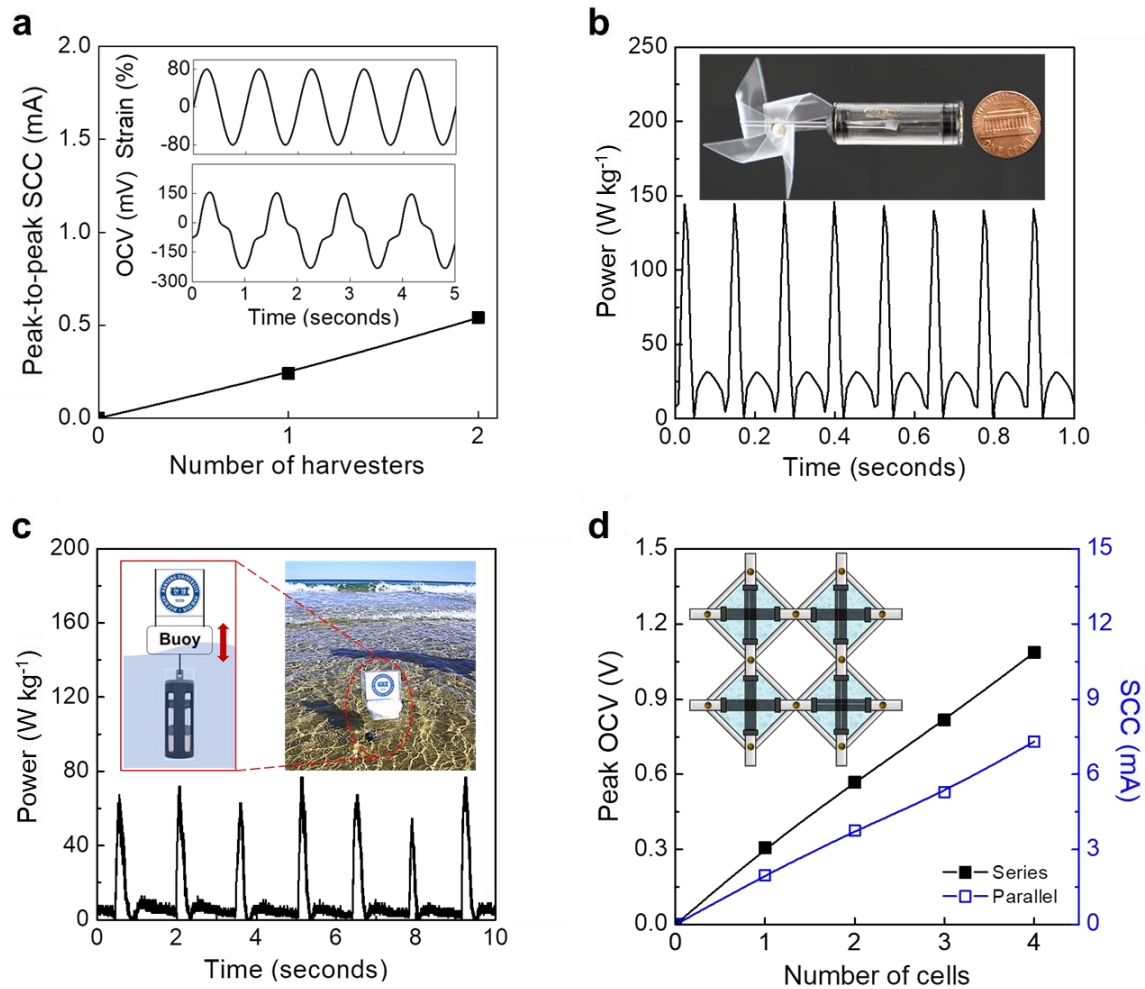 a
2.0
1.5
1.0
0.5
0.0
Peak-to-peak SCC (mA)
80
0
-80
Strain (%)
150
0
-150
-300
OCV (mV)
0 1 2 3 4 5
Time (seconds)
0 1 2
Number of harvesters
b
250
200
150
100
50
0
Power (W kg-1)
ONE CENT
0.0 0.2 0.4 0.6 0.8 1.0
Time (seconds)
c
200
160
120
80
40
0
Power (W kg-1)
Buoy
0 2 4 6 8 10
Time (seconds)
d
1.5
1.2
0.9
0.6
0.3
0.0
Peak OCV (V)
15
12
9
6
3
0
SCC (mA)
Series
Parallel
0 1 2 3 4
Number of cells